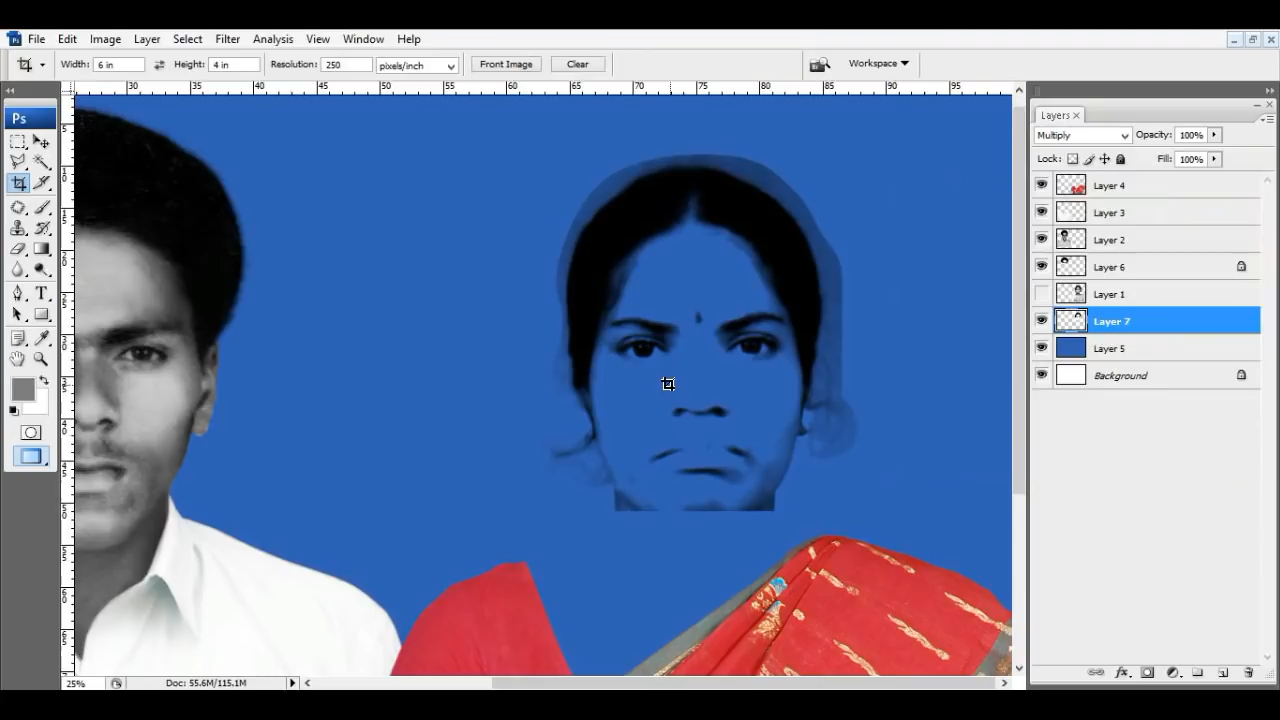 Ps File Edit Image Layer Select Filter Analysis View Window Help
Width: 6 in Height: 4 in Resolution: 250 pixels/inch Front Image Clear Workspace
30 35 40 45 50 55 60 65 70 75 80 85 90 95
Ps
Layers ×
Multiply Opacity: 100%
Lock: Fill: 100%
Layer 4
Layer 3
Layer 2
Layer 6
Layer 1
Layer 7
Layer 5
Background
T
25% Doc: 55.6M/115.1M